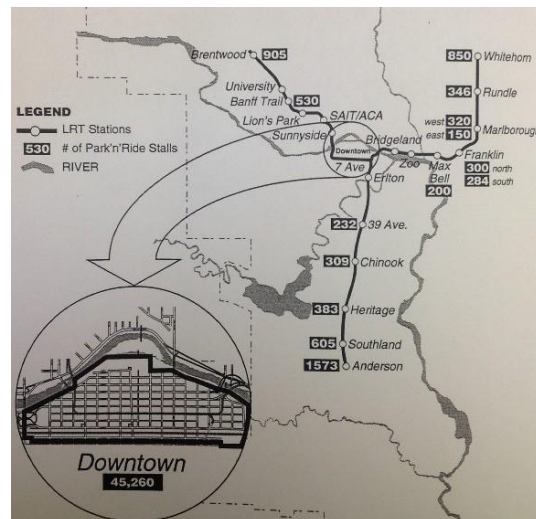 Brentwood 905
University
Banff Trail 530
Lion's Park
SAIT/ACA
Sunnyside
LEGEND
LRT Stations
530 # of Park'n'Ride Stalls
RIVER
850 Whitehorn
346 Rundle
west 320
east 150 Marlborough
Bridgeland
Downtown
7 Ave
Zoo
Max Bell
200
Franklin
300 north
284 south
Erlton
232 39 Ave.
309 Chinook
383 Heritage
605 Southland
1573 Anderson
Downtown
45,260